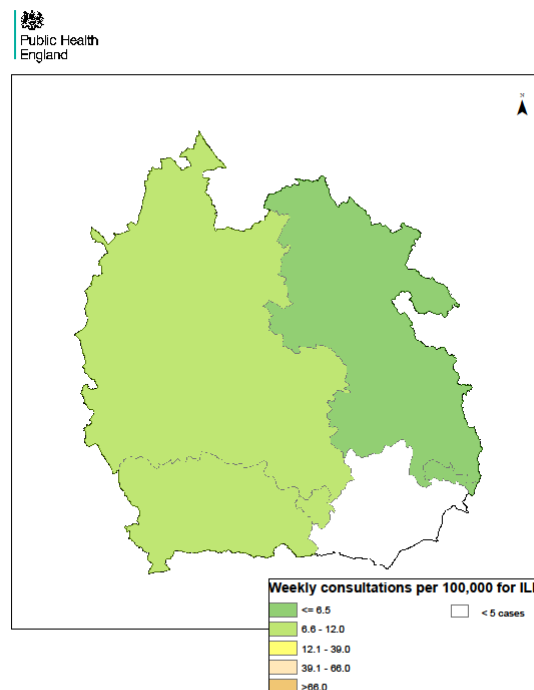 Public Health
England
N
Weekly consultations per 100,000 for ILI
<= 6.5
< 5 cases
6.6 - 12.0
12.1 - 39.0
39.1 - 66.0
>66.0